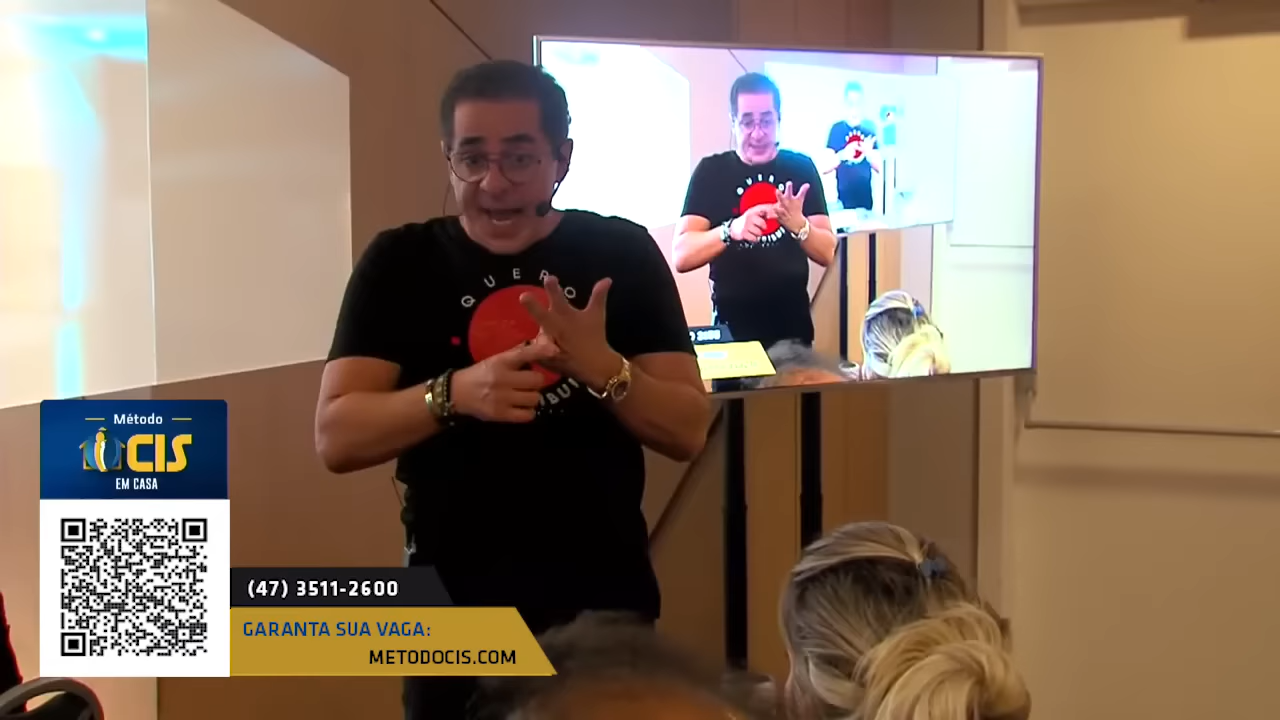 QUERO
Método
CIS
EM CASA
(47) 3511-2600
GARANTA SUA VAGA:
METODOCIS.COM